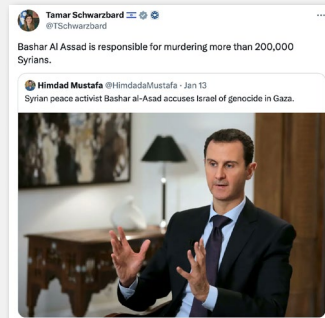 Tamar Schwarzbard
@TSchwarzbard
Bashar Al Assad is responsible for murdering more than 200,000
Syrians.
Himdad Mustafa @HimdadaMustafa · Jan 13
Syrian peace activist Bashar al-Asad accuses Israel of genocide in Gaza.